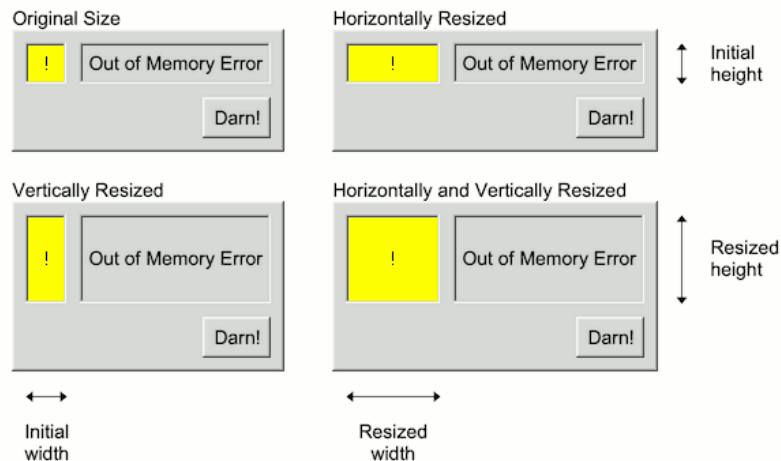 Original Size
Horizontally Resized
!
Out of Memory Error
!
Out of Memory Error
Initial
height
Darn!
Darn!
Vertically Resized
Horizontally and Vertically Resized
!
Out of Memory Error
!
Out of Memory Error
Resized
height
Darn!
Darn!
Initial
width
Resized
width